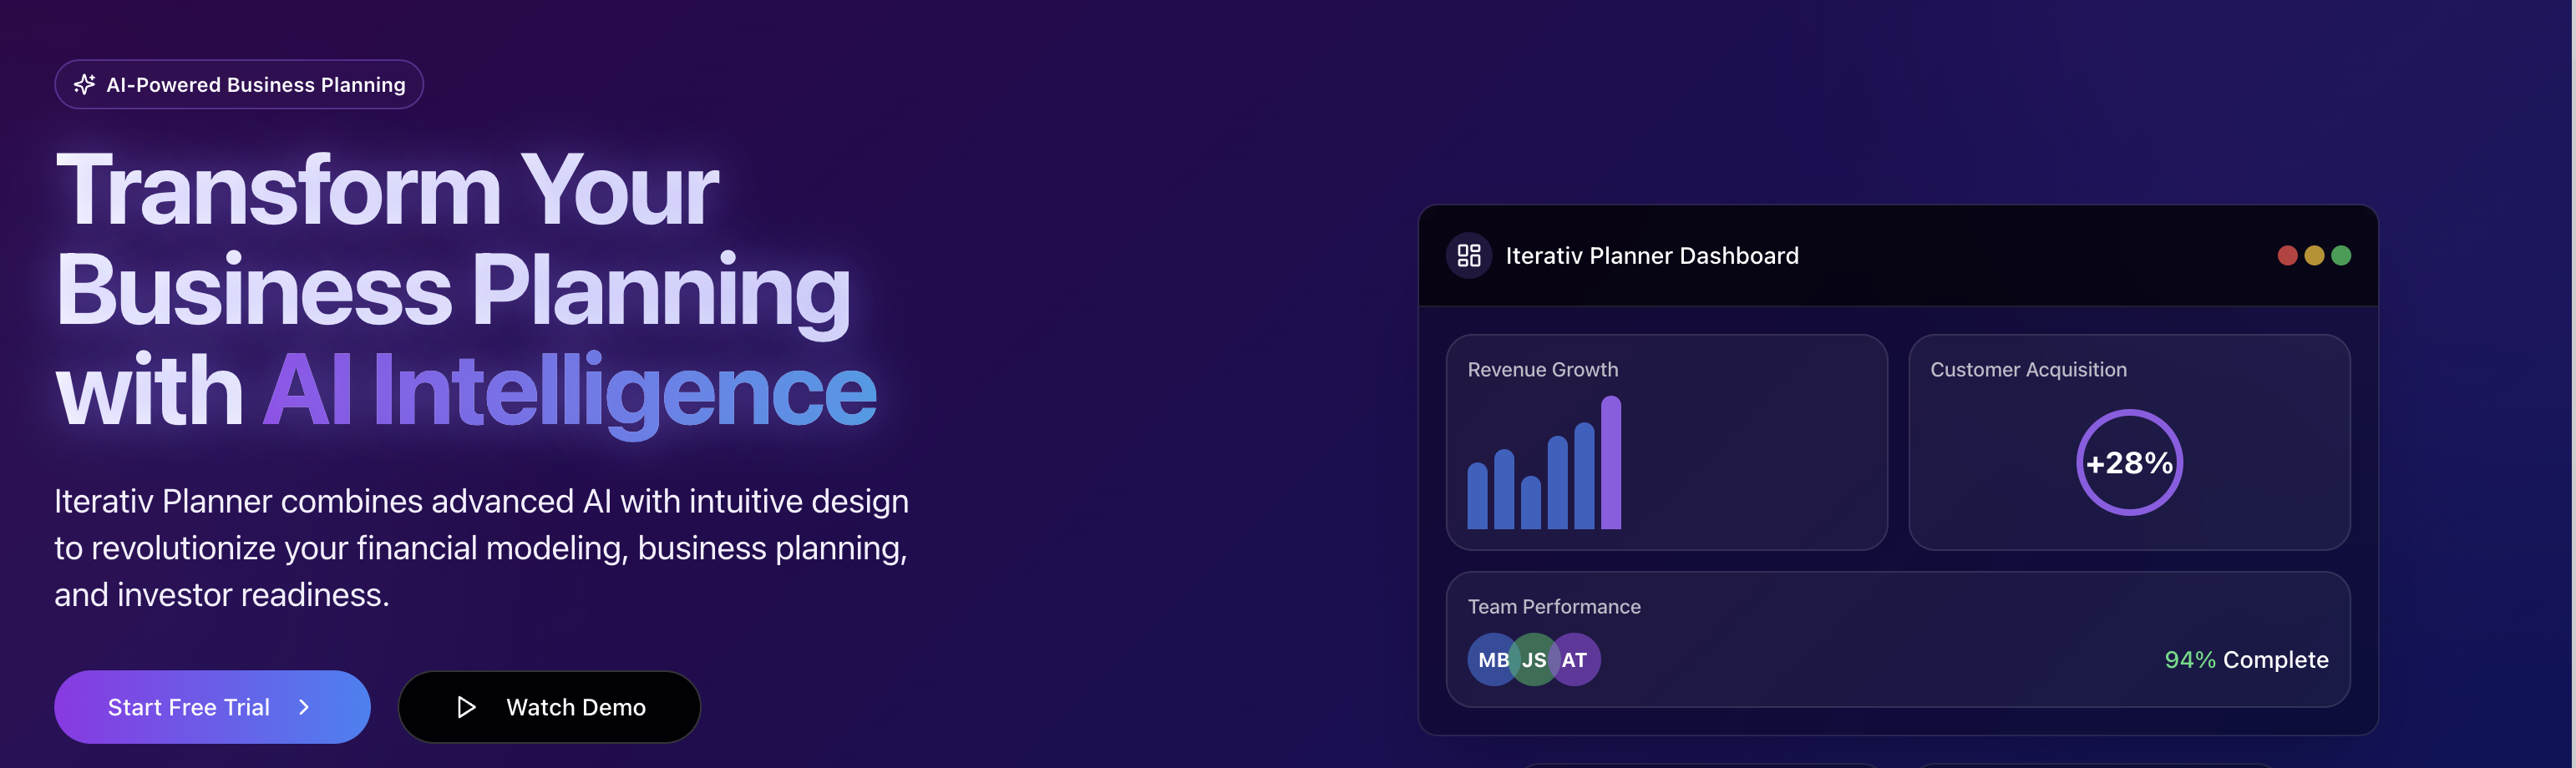 AI-Powered Business Planning
Transform Your
Business Planning
with AI Intelligence
Iterativ Planner combines advanced AI with intuitive design
to revolutionize your financial modeling, business planning,
and investor readiness.
Start Free Trial
Watch Demo
Iterativ Planner Dashboard
Revenue Growth
Customer Acquisition
+28%
Team Performance
MB JS AT
94% Complete